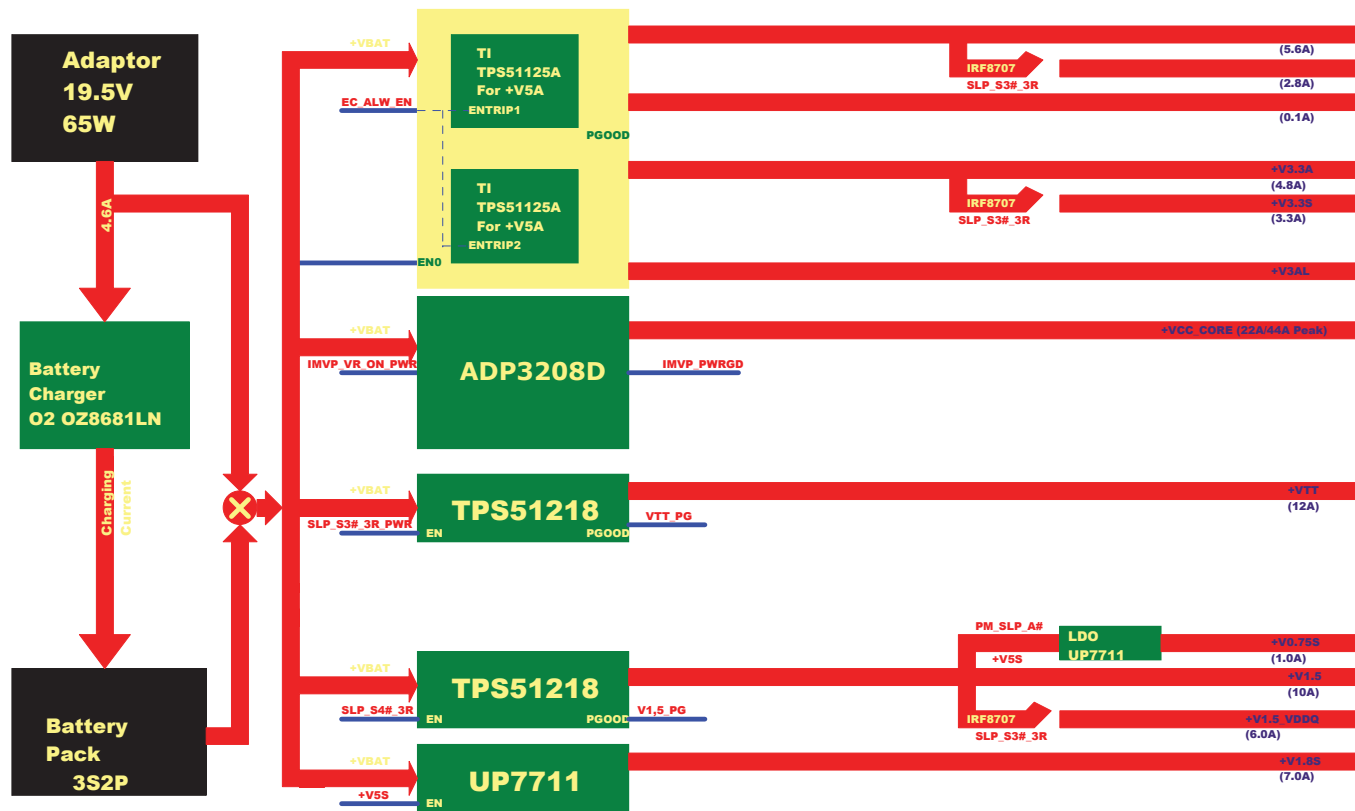 Adaptor
19.5V
65W
4.6A
Battery
Charger
O2 OZ8681LN
Charging
Current
Battery
Pack
3S2P
+VBAT
EC_ALW_EN
TI
TPS51125A
For +V5A
ENTRIP1
PGOOD
TI
TPS51125A
For +V5A
ENTRIP2
EN0
(5.6A)
IRF8707
SLP_S3#_3R
(2.8A)
(0.1A)
+V3.3A
(4.8A)
IRF8707
+V3.3S
SLP_S3#_3R
(3.3A)
+V3AL
+VBAT
IMVP_VR_ON_PWR
ADP3208D
+VCC_CORE (22A/44A Peak)
IMVP_PWRGD
+VBAT
SLP_S3#_3R_PWR
TPS51218
EN
PGOOD
VTT_PG
+VTT
(12A)
+VBAT
SLP_S4#_3R
TPS51218
EN
PGOOD
V1,5_PG
PM_SLP_A#
+V5S
LDO
UP7711
+V0.75S
(1.0A)
+V1.5
(10A)
IRF8707
SLP_S3#_3R
+V1.5_VDDQ
(6.0A)
+VBAT
+V5S
UP7711
EN
+V1.8S
(7.0A)